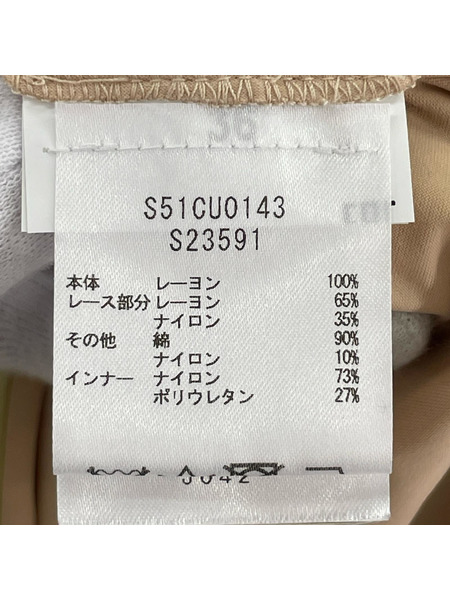 S51CU0143
S23591
本体 レーヨン 100%
レース部分 レーヨン 65%
ナイロン 35%
その他 綿 90%
ナイロン 10%
インナー ナイロン 73%
ポリウレタン 27%